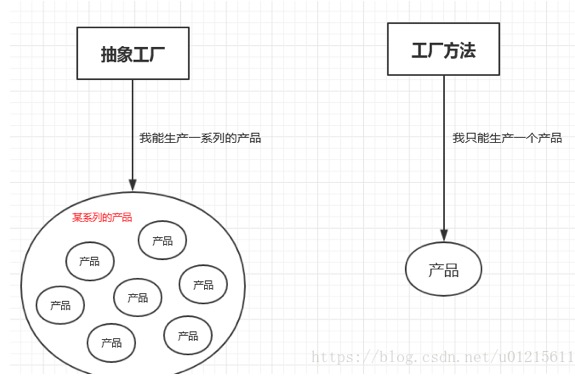 抽象工厂
工厂方法
我能生产一系列的产品
我只能生产一个产品
某系列的产品
产品
产品
产品
产品
产品
产品
产品
产品
https://blog.csdn.net/u01215611